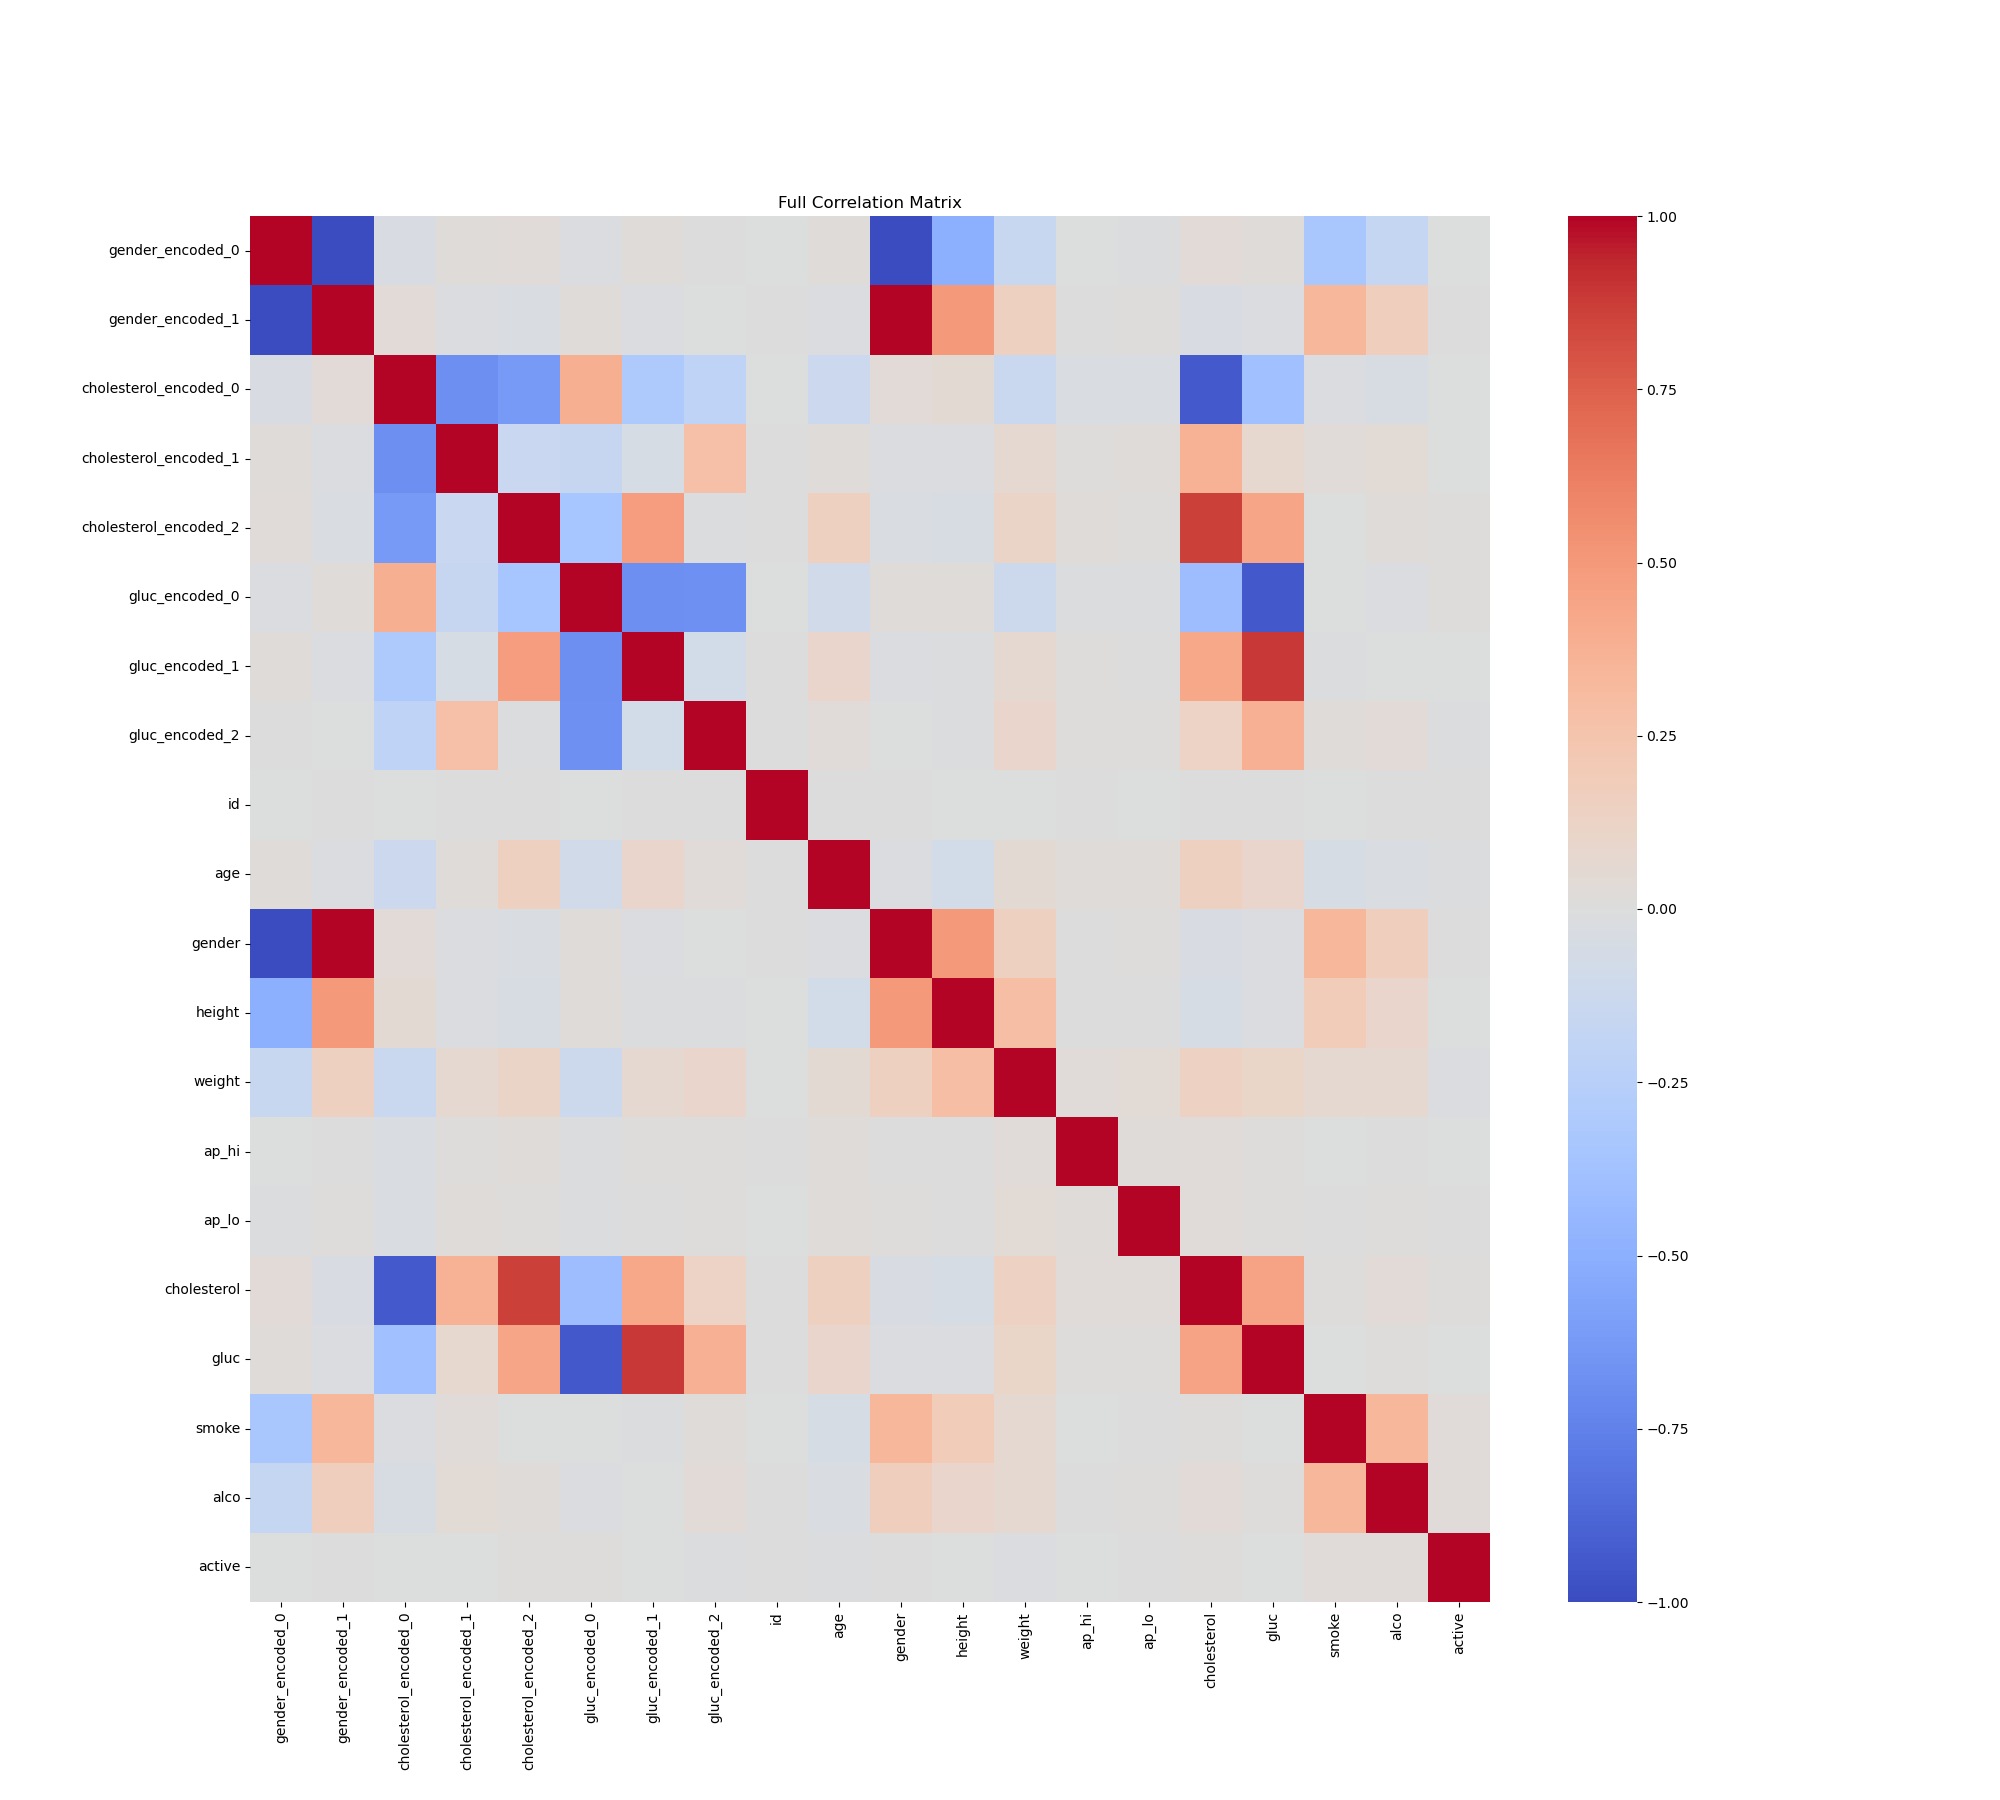 Full Correlation Matrix
gender_encoded_0
gender_encoded_1
cholesterol_encoded_0
cholesterol_encoded_1
cholesterol_encoded_2
gluc_encoded_0
gluc_encoded_1
gluc_encoded_2
id
age
gender
height
weight
ap_hi
ap_lo
cholesterol
gluc
smoke
alco
active
gender_encoded_0
gender_encoded_1
cholesterol_encoded_0
cholesterol_encoded_1
cholesterol_encoded_2
gluc_encoded_0
gluc_encoded_1
gluc_encoded_2
id
age
gender
height
weight
ap_hi
ap_lo
cholesterol
gluc
smoke
alco
active
1.00
0.75
0.50
0.25
0.00
−0.25
−0.50
−0.75
−1.00